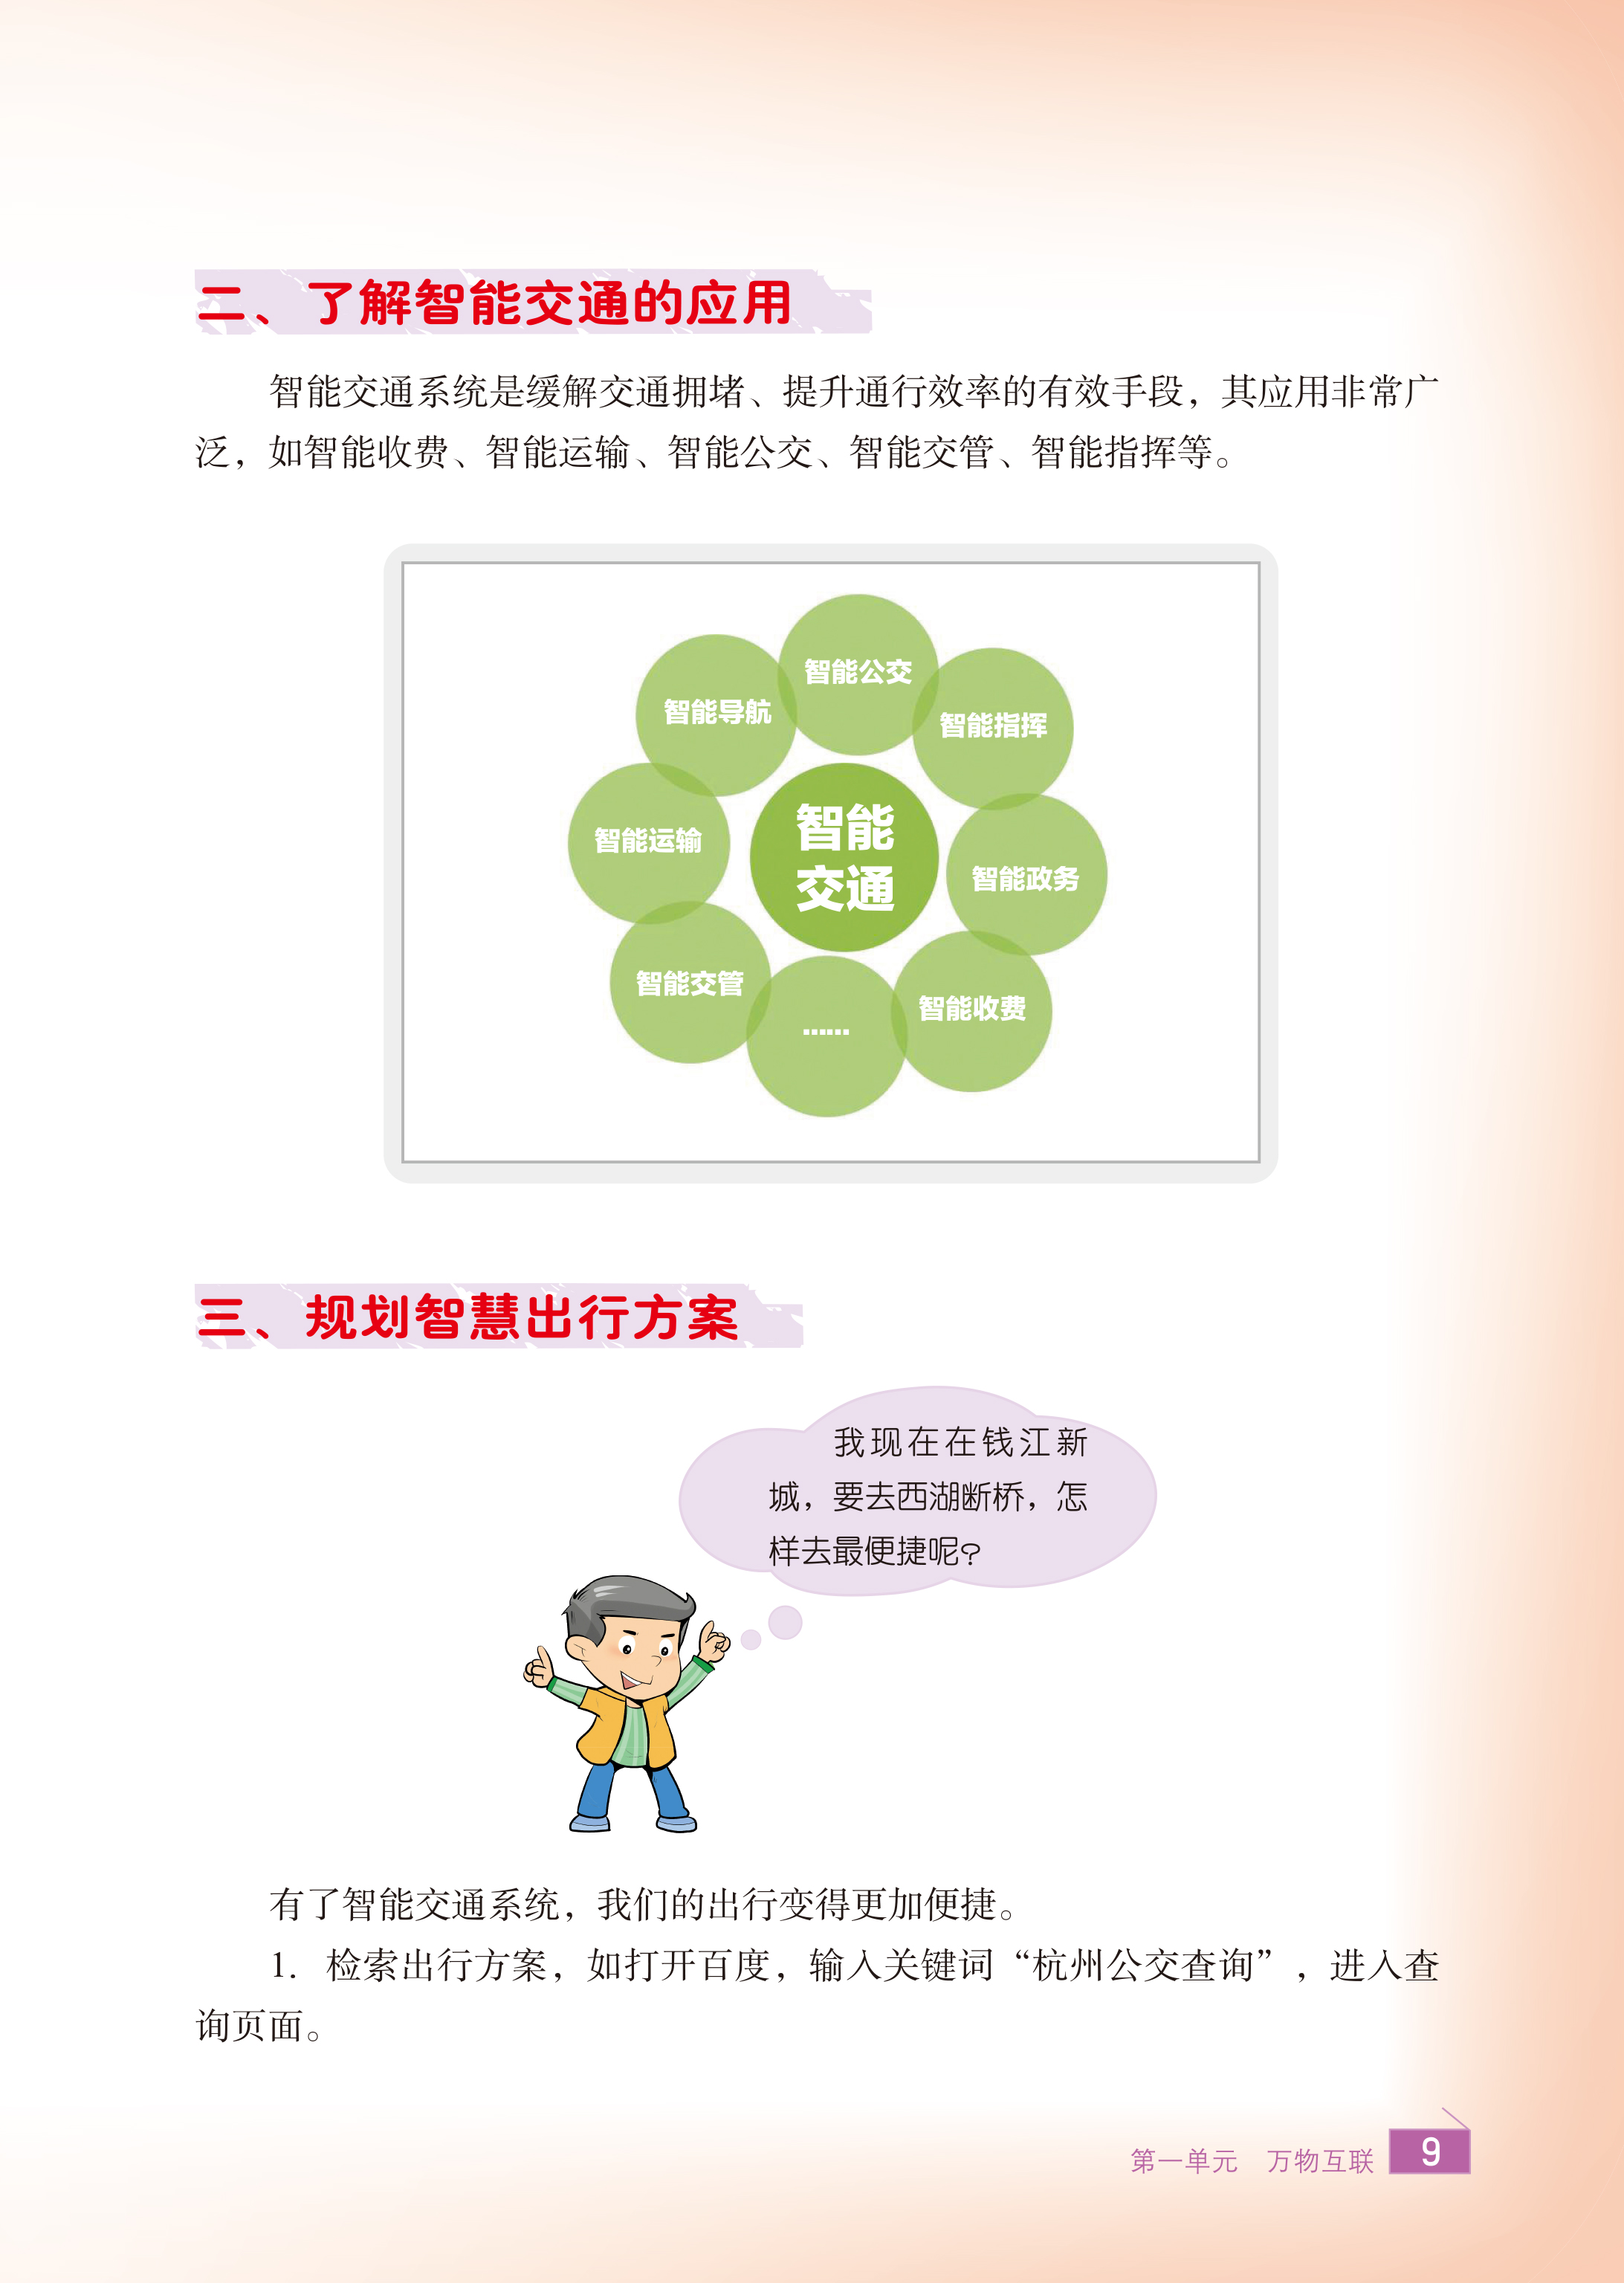 二、了解智能交通的应用
智能交通系统是缓解交通拥堵、提升通行效率的有效手段，其应用非常广
泛，如智能收费、智能运输、智能公交、智能交管、智能指挥等。
智能公交
智能导航
智能指挥
智能运输
智能
交通
智能政务
智能交管
智能收费
……
三、规划智慧出行方案
我现在在钱江新
城，要去西湖断桥，怎
样去最便捷呢？
有了智能交通系统，我们的出行变得更加便捷。
1. 检索出行方案，如打开百度，输入关键词“杭州公交查询”，进入查
询页面。
第一单元 万物互联 9